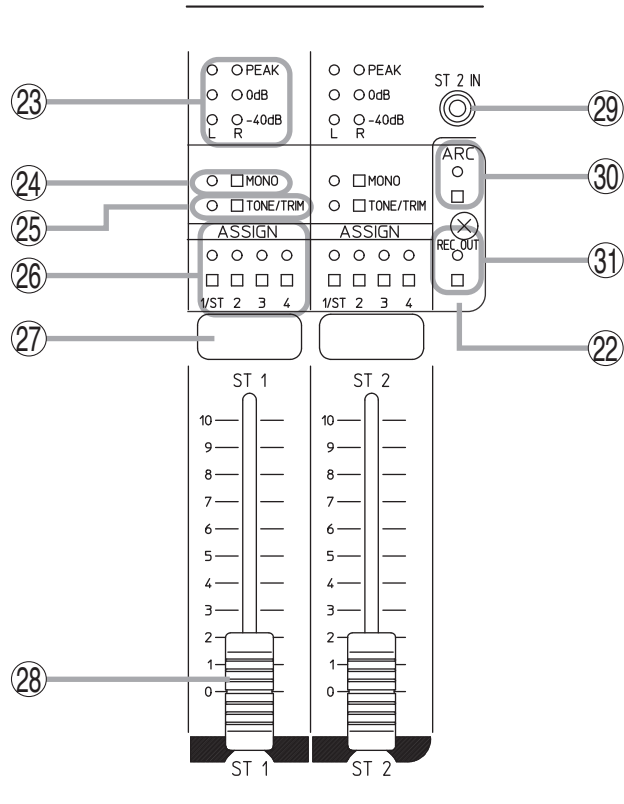 ㉓ PEAK PEAK ST 2 IN ㉙
0dB 0dB
-40dB -40dB
L R L R
ARC ㉚
㉔ MONO MONO
㉕ TONE/TRIM TONE/TRIM
ASSIGN ASSIGN
REC OUT ㉛
㉖
1/ST 2 3 4 1/ST 2 3 4
㉗ ㉒
ST 1 ST 2
10 10
9 9
8 8
7 7
6 6
5 5
4 4
3 3
2 2
㉘ 1 1
0 0
ST 1 ST 2